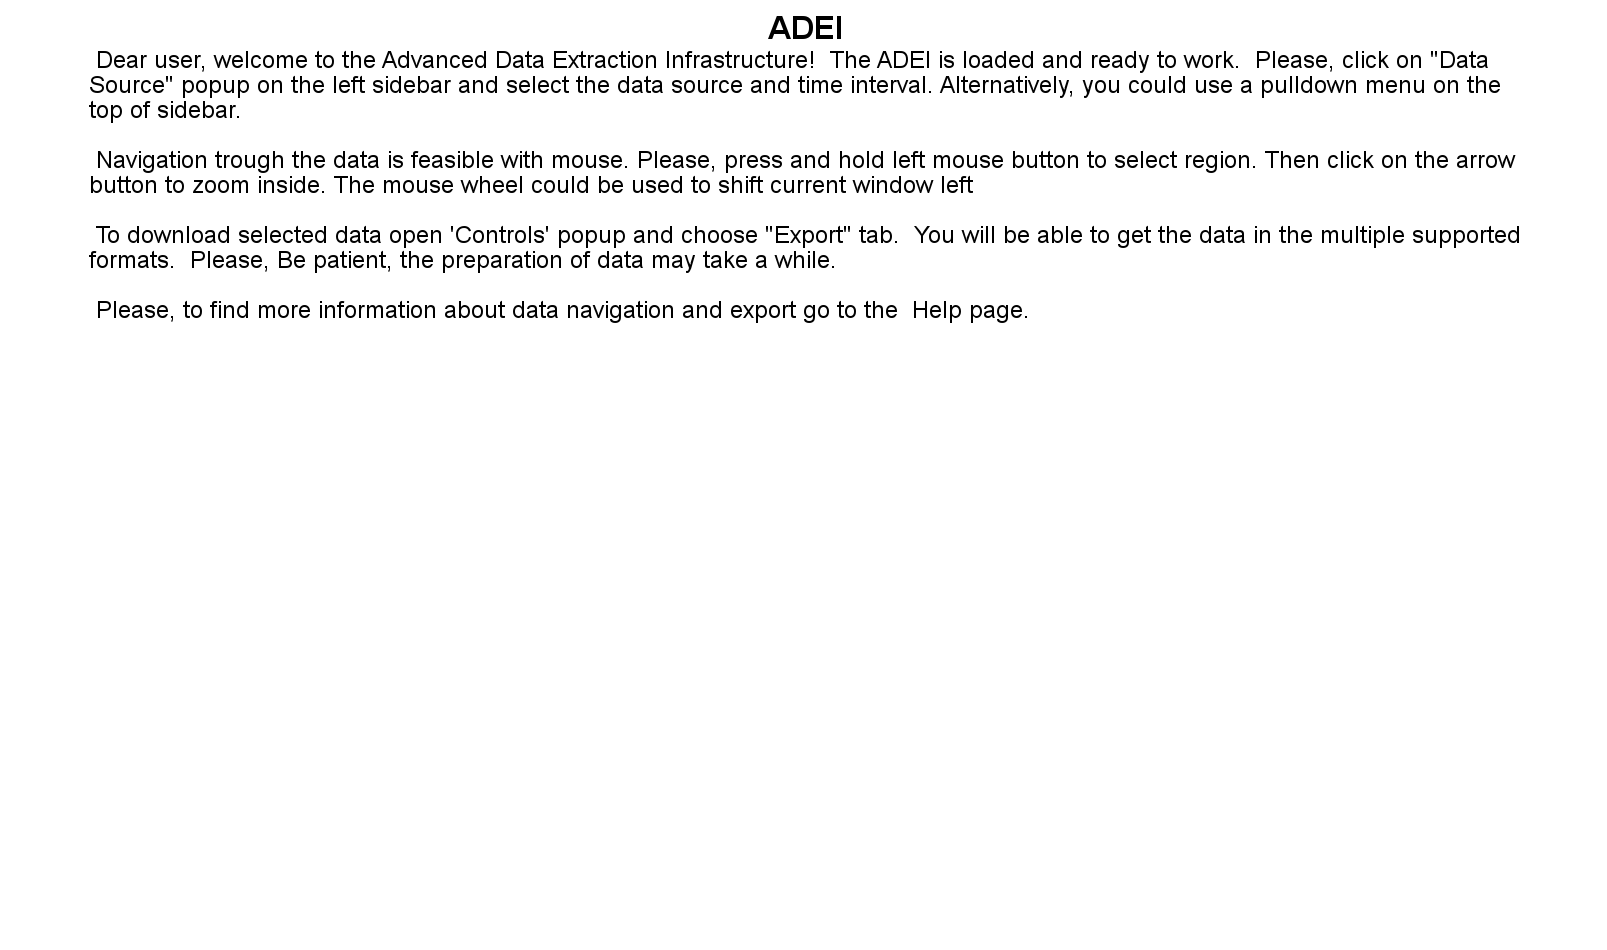 ADEI
Dear user, welcome to the Advanced Data Extraction Infrastructure!  The ADEI is loaded and ready to work.  Please, click on "Data
Source" popup on the left sidebar and select the data source and time interval. Alternatively, you could use a pulldown menu on the
top of sidebar.
Navigation trough the data is feasible with mouse. Please, press and hold left mouse button to select region. Then click on the arrow
button to zoom inside. The mouse wheel could be used to shift current window left
To download selected data open 'Controls' popup and choose "Export" tab.  You will be able to get the data in the multiple supported
formats.  Please, Be patient, the preparation of data may take a while.
Please, to find more information about data navigation and export go to the  Help page.